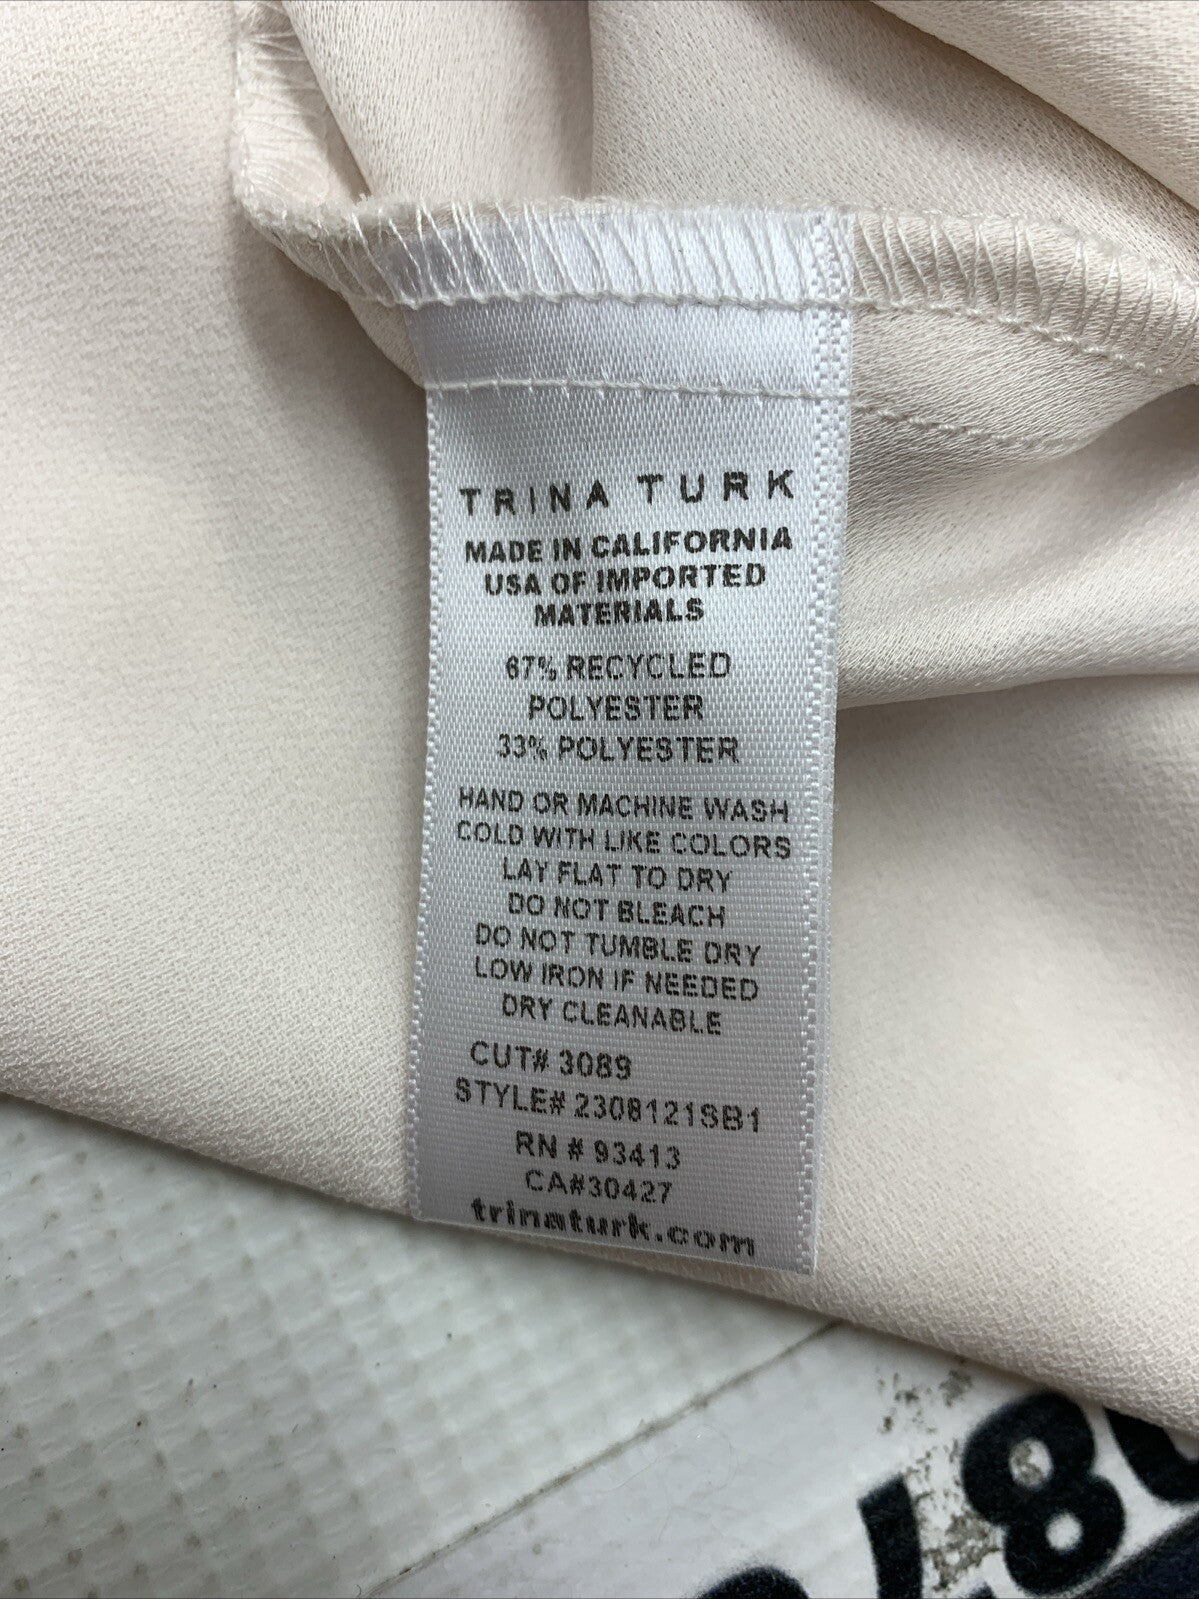 TRINA TURK
MADE IN CALIFORNIA
USA OF IMPORTED
MATERIALS
67% RECYCLED
POLYESTER
33% POLYESTER
HAND OR MACHINE WASH
COLD WITH LIKE COLORS
LAY FLAT TO DRY
DO NOT BLEACH
DO NOT TUMBLE DRY
LOW IRON IF NEEDED
DRY CLEANABLE
CUT# 3089
STYLE# 2308121SB1
RN # 93413
CA#30427
trinaturk.com